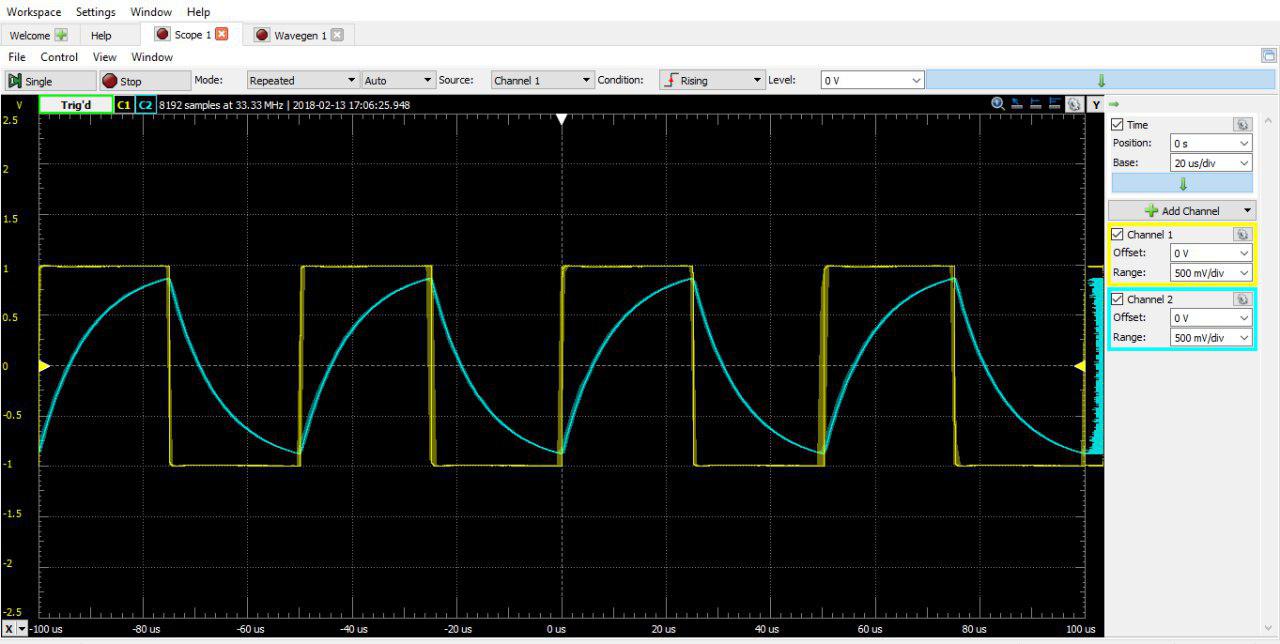 Workspace Settings Window Help
Welcome Help Scope 1 Wavegen 1
File Control View Window
Single Stop Mode: Repeated Auto Source: Channel 1 Condition: Rising Level: 0 V
V Trig'd C1 C2 8192 samples at 33.33 MHz | 2018-02-13 17:06:25.948 Y
2.5
2
1.5
1
0.5
0
-0.5
-1
-1.5
-2
-2.5
X -100 us -80 us -60 us -40 us -20 us 0 us 20 us 40 us 60 us 80 us 100 us
Time
Position: 0 s
Base: 20 us/div
Add Channel
Channel 1
Offset: 0 V
Range: 500 mV/div
Channel 2
Offset: 0 V
Range: 500 mV/div